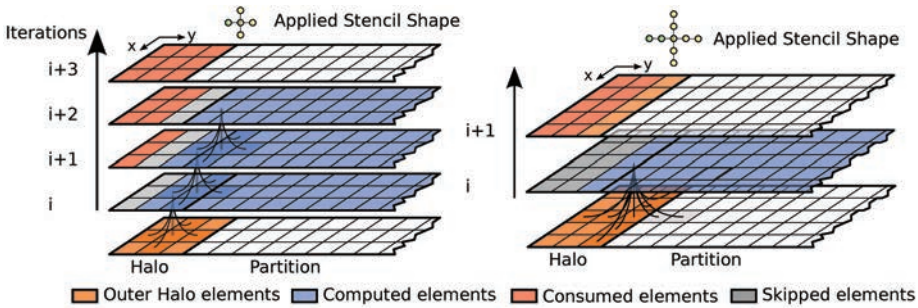 Iterations
x
y
Applied Stencil Shape
i+3
i+2
i+1
i
Halo
Partition
Applied Stencil Shape
x
y
i+1
i
Halo
Partition
Outer Halo elements
Computed elements
Consumed elements
Skipped elements